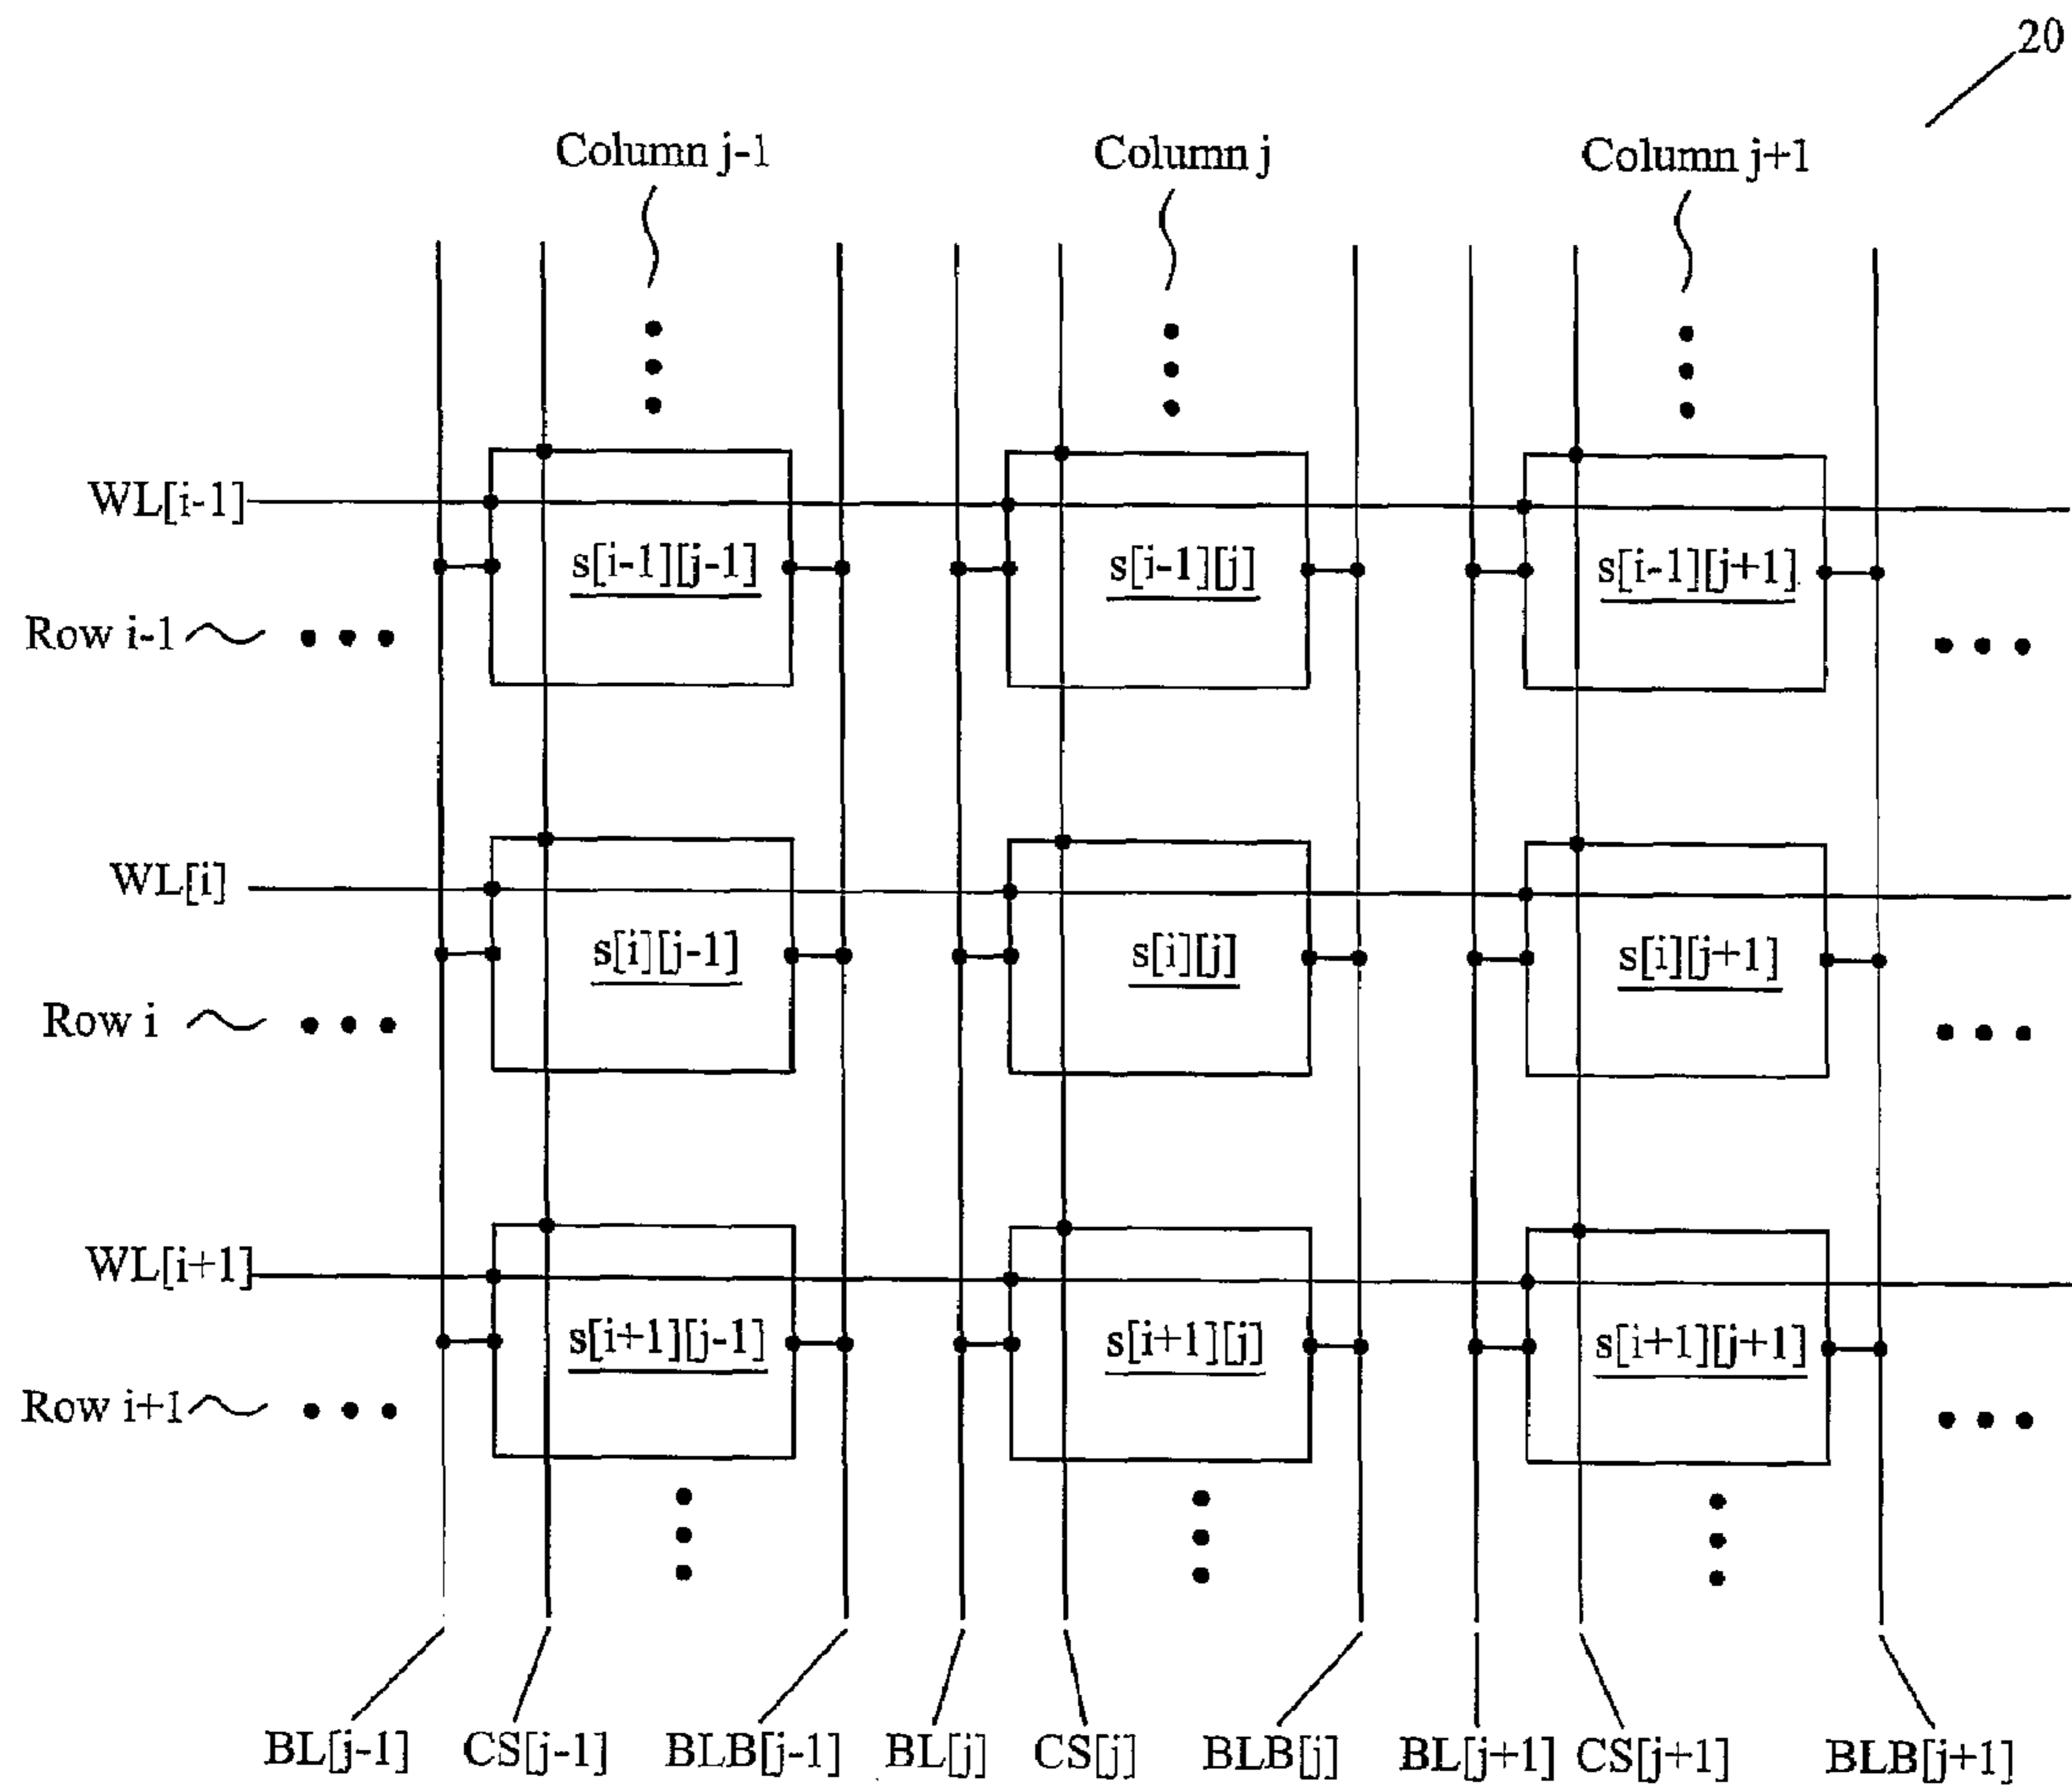 20
Column j-1 Column j Column j+1
WL[i-1]
s[i-1][j-1] s[i-1][j] s[i-1][j+1]
Row i-1
WL[i]
s[i][j-1] s[i][j] s[i][j+1]
Row i
WL[i+1]
s[i+1][j-1] s[i+1][j] s[i+1][j+1]
Row i+1
BL[j-1] CS[j-1] BLB[j-1] BL[j] CS[j] BLB[j] BL[j+1] CS[j+1] BLB[j+1]